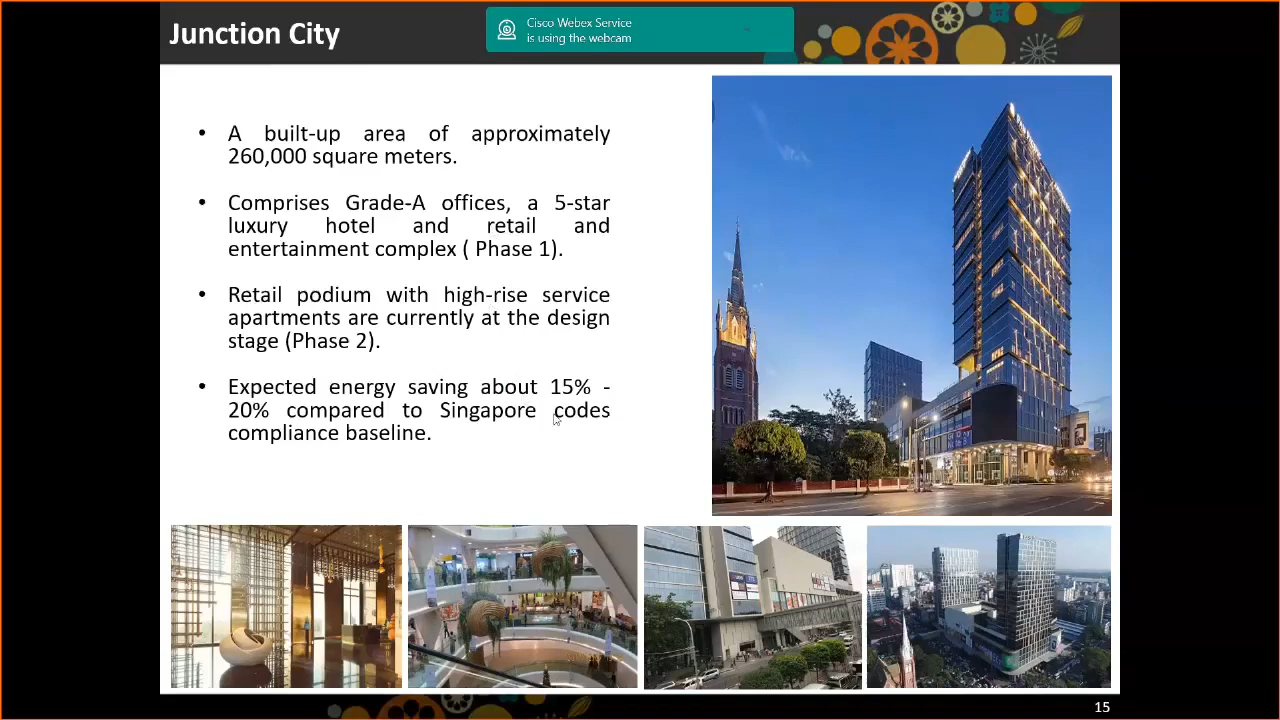 Junction City
Cisco Webex Service
is using the webcam
• A built-up area of approximately
260,000 square meters.
• Comprises Grade-A offices, a 5-star
luxury hotel and retail and
entertainment complex ( Phase 1).
• Retail podium with high-rise service
apartments are currently at the design
stage (Phase 2).
• Expected energy saving about 15% -
20% compared to Singapore codes
compliance baseline.
15